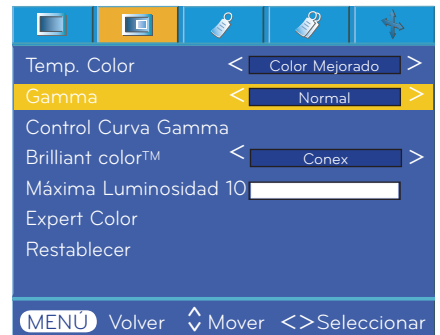 Temp. Color < Color Mejorado >
Gamma < Normal >
Control Curva Gamma
Brilliant color™ < Conex >
Máxima Luminosidad 10
Expert Color
Restablecer
MENÚ Volver Mover <> Seleccionar